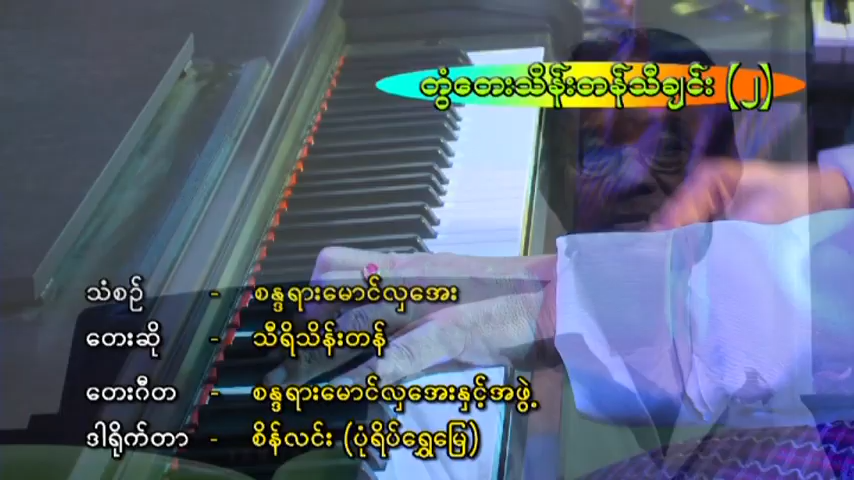 တွံတေးသိန်းတန်သီချင်း (၂)
သံစဉ် - စန္ဒရားမောင်လှအေး
တေးဆို - သီရိသိန်းတန်
တေးဂီတ - စန္ဒရားမောင်လှအေးနှင့်အဖွဲ့
ဒါရိုက်တာ - စိန်လင်း (ပုံရိပ်ရွှေမြေ)